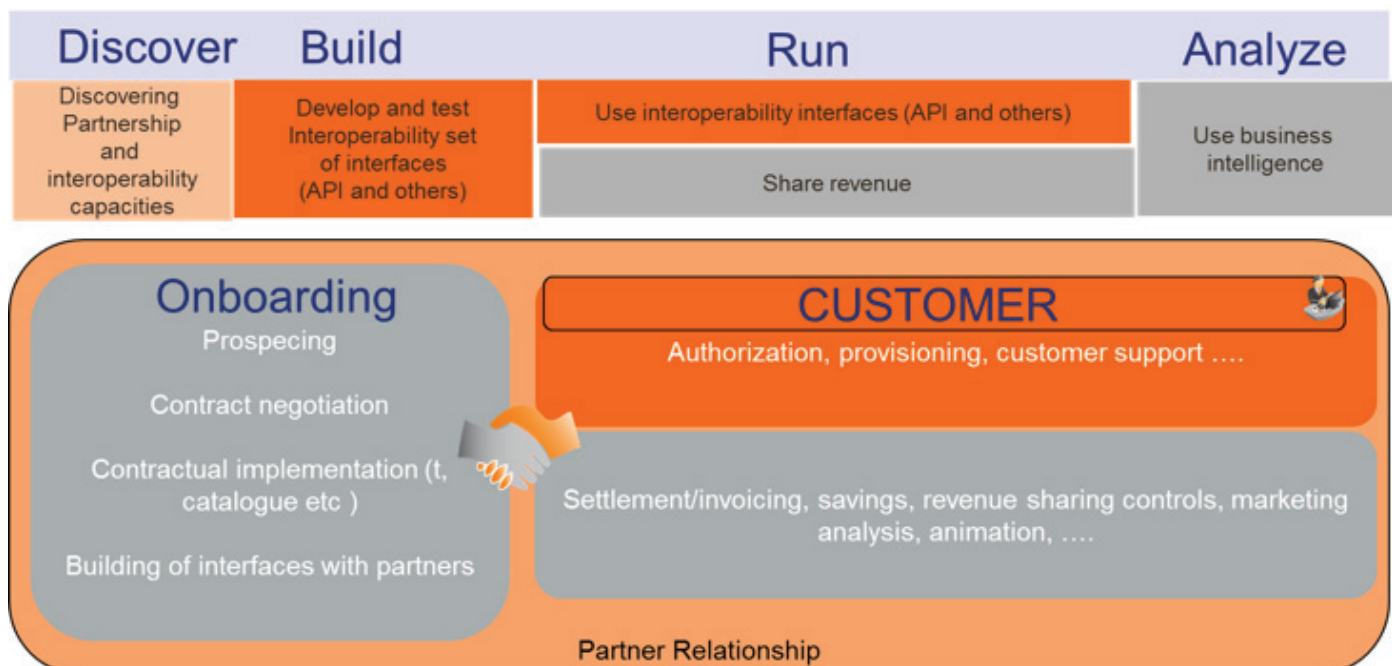 Discover
Build
Run
Analyze
Discovering
Partnership
and
interoperability
capacities
Develop and test
Interoperability set
of interfaces
(API and others)
Use interoperability interfaces (API and others)
Share revenue
Use business
intelligence
Onboarding
Prospecing
Contract negotiation
Contractual implementation (t,
catalogue etc )
Building of interfaces with partners
CUSTOMER
Authorization, provisioning, customer support ….
Settlement/invoicing, savings, revenue sharing controls, marketing
analysis, animation, ….
Partner Relationship